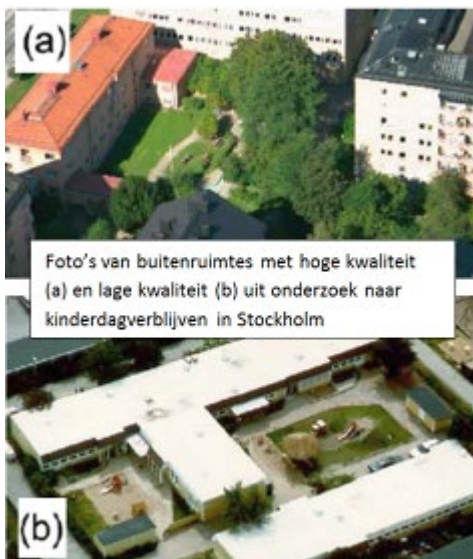 (a)
Foto's van buitenruimtes met hoge kwaliteit
(a) en lage kwaliteit (b) uit onderzoek naar
kinderdagverblijven in Stockholm
(b)